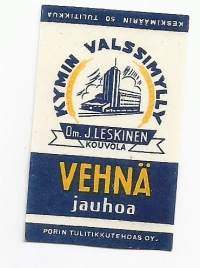 KESKIMÄÄRIN 50 TULITIKKUA
KYMIN VALSSIMYLLY
Om. J. LESKINEN
KOUVOLA
VEHNÄ
jauhoa
PORIN TULITIKKUTEHDAS OY.